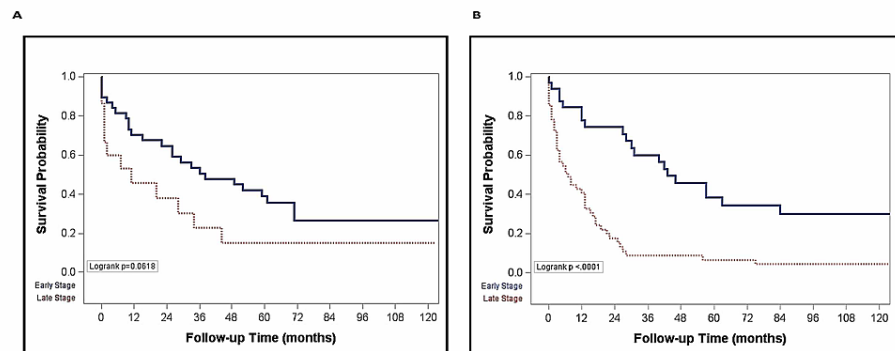 A
B
Survival Probability
1.0
0.8
0.6
0.4
0.2
0.0
Logrank p=0.0618
Early Stage
Late Stage
0 12 24 36 48 60 72 84 96 108 120
Follow-up Time (months)
Survival Probability
1.0
0.8
0.6
0.4
0.2
0.0
Logrank p <.0001
Early Stage
Late Stage
0 12 24 36 48 60 72 84 96 108 120
Follow-up Time (months)